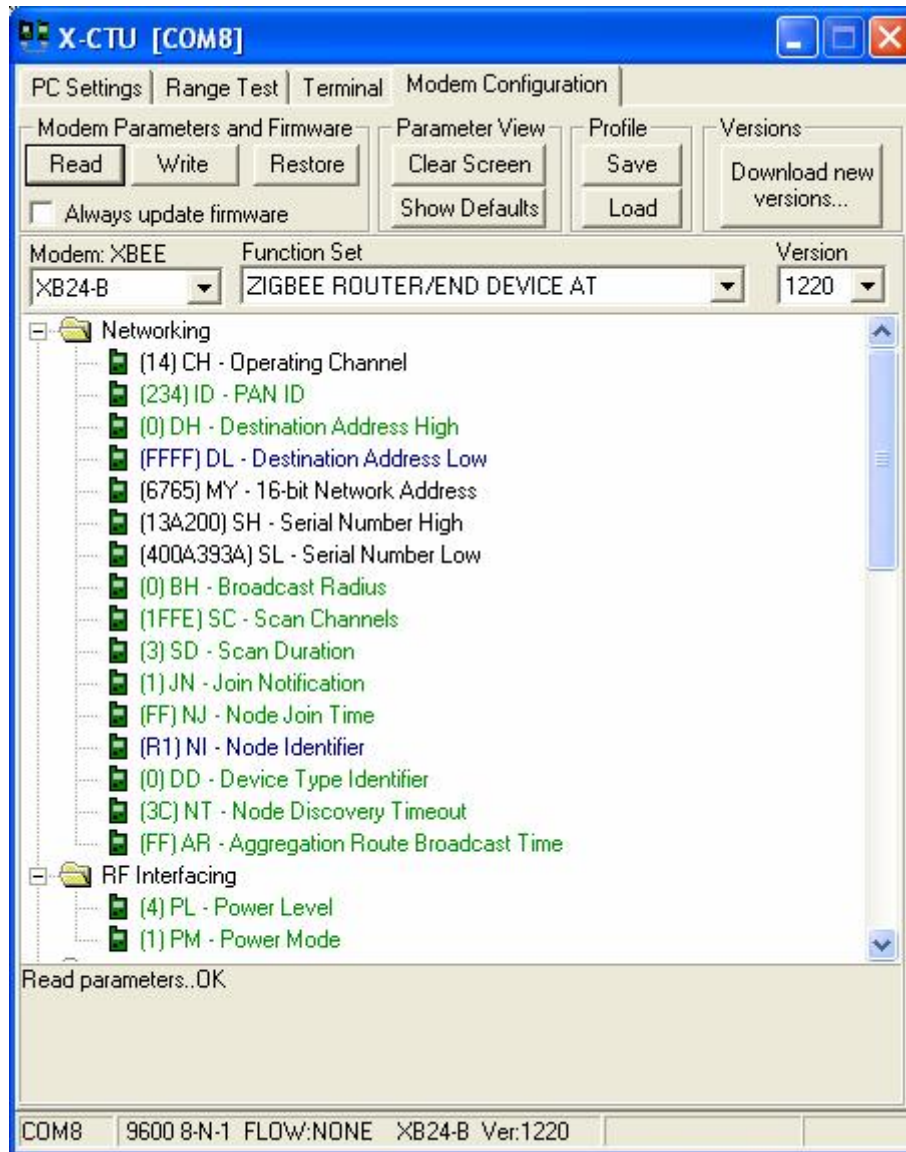 X-CTU [COM8]
PC Settings Range Test Terminal Modem Configuration
Modem Parameters and Firmware Parameter View Profile Versions
Read Write Restore Clear Screen Save Download new versions...
Always update firmware Show Defaults Load
Modem: XBEE Function Set Version
XB24-B ZIGBEE ROUTER/END DEVICE AT 1220
Networking
(14) CH - Operating Channel
(234) ID - PAN ID
(0) DH - Destination Address High
(FFFF) DL - Destination Address Low
(6765) MY - 16-bit Network Address
(13A200) SH - Serial Number High
(400A393A) SL - Serial Number Low
(0) BH - Broadcast Radius
(1FFE) SC - Scan Channels
(3) SD - Scan Duration
(1) JN - Join Notification
(FF) NJ - Node Join Time
(R1) NI - Node Identifier
(0) DD - Device Type Identifier
(3C) NT - Node Discovery Timeout
(FF) AR - Aggregation Route Broadcast Time
RF Interfacing
(4) PL - Power Level
(1) PM - Power Mode
Read parameters..OK
COM8 9600 8-N-1 FLOW:NONE XB24-B Ver:1220